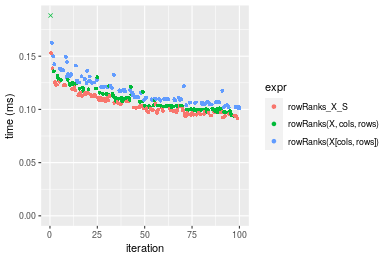 0.15
0.10
0.05
0.00
time (ms)
0
25
50
75
100
iteration
expr
rowRanks_X_S
rowRanks(X, cols, rows)
rowRanks(X[cols, rows])